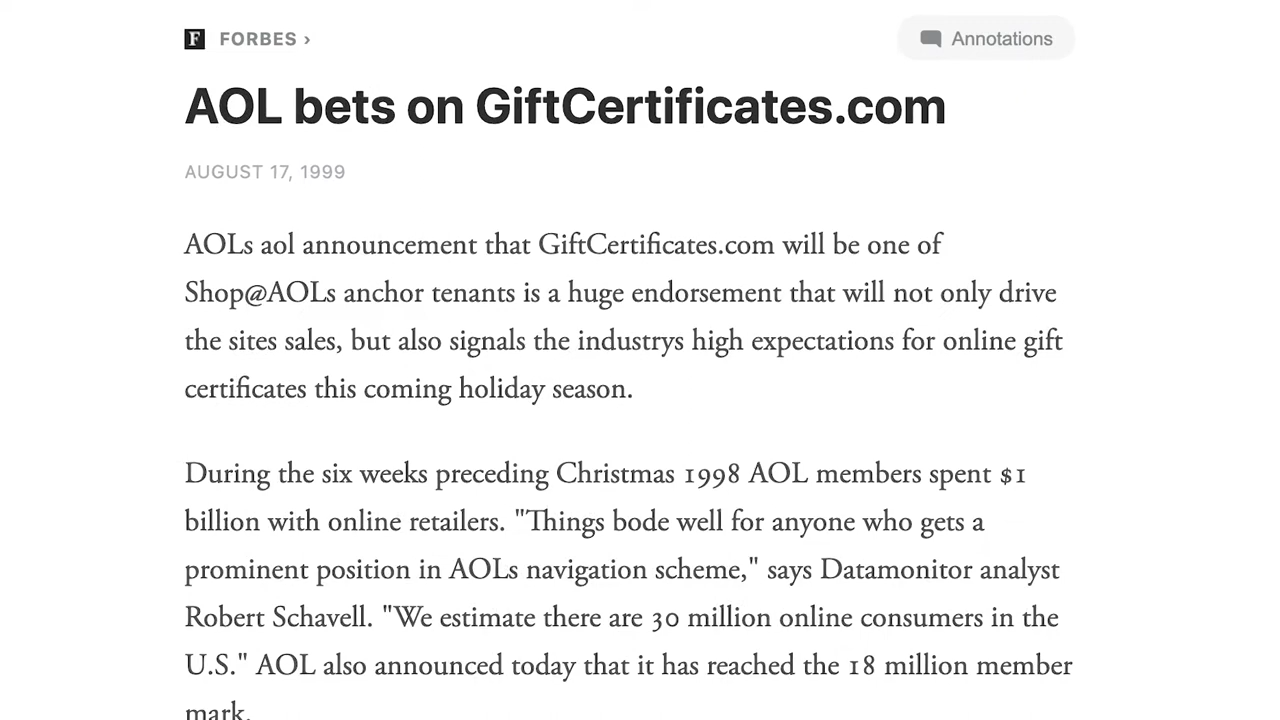 F FORBES ›
Annotations
AOL bets on GiftCertificates.com
AUGUST 17, 1999
AOLs aol announcement that GiftCertificates.com will be one of
Shop@AOLs anchor tenants is a huge endorsement that will not only drive
the sites sales, but also signals the industrys high expectations for online gift
certificates this coming holiday season.
During the six weeks preceding Christmas 1998 AOL members spent $1
billion with online retailers. "Things bode well for anyone who gets a
prominent position in AOLs navigation scheme," says Datamonitor analyst
Robert Schavell. "We estimate there are 30 million online consumers in the
U.S." AOL also announced today that it has reached the 18 million member
mark.